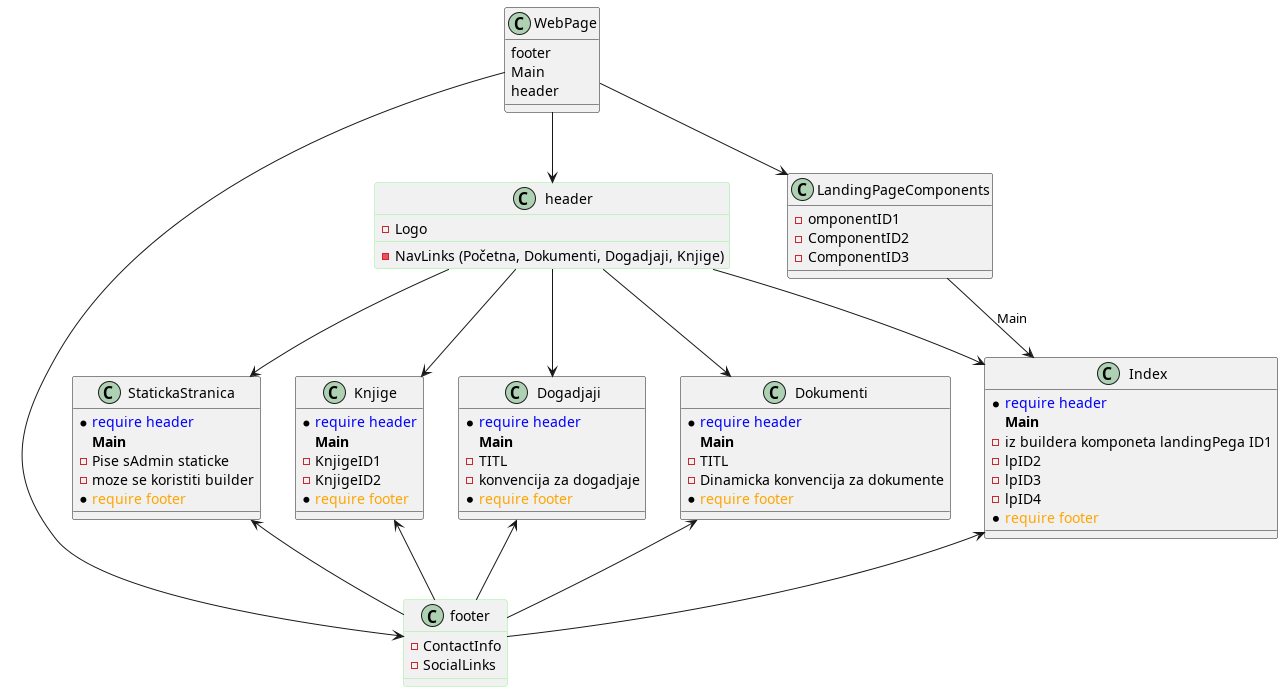 C WebPage
footer
Main
header
C header
Logo
NavLinks (Početna, Dokumenti, Dogadjaji, Knjige)
C LandingPageComponents
omponentID1
ComponentID2
ComponentID3
Main
C StatickaStranica
require header
Main
Pise sAdmin staticke
moze se koristiti builder
require footer
C Knjige
require header
Main
KnjigeID1
KnjigeID2
require footer
C Dogadjaji
require header
Main
TITL
konvencija za dogadjaje
require footer
C Dokumenti
require header
Main
TITL
Dinamicka konvencija za dokumente
require footer
C Index
require header
Main
iz buildera komponeta landingPega ID1
lpID2
lpID3
lpID4
require footer
C footer
ContactInfo
SocialLinks